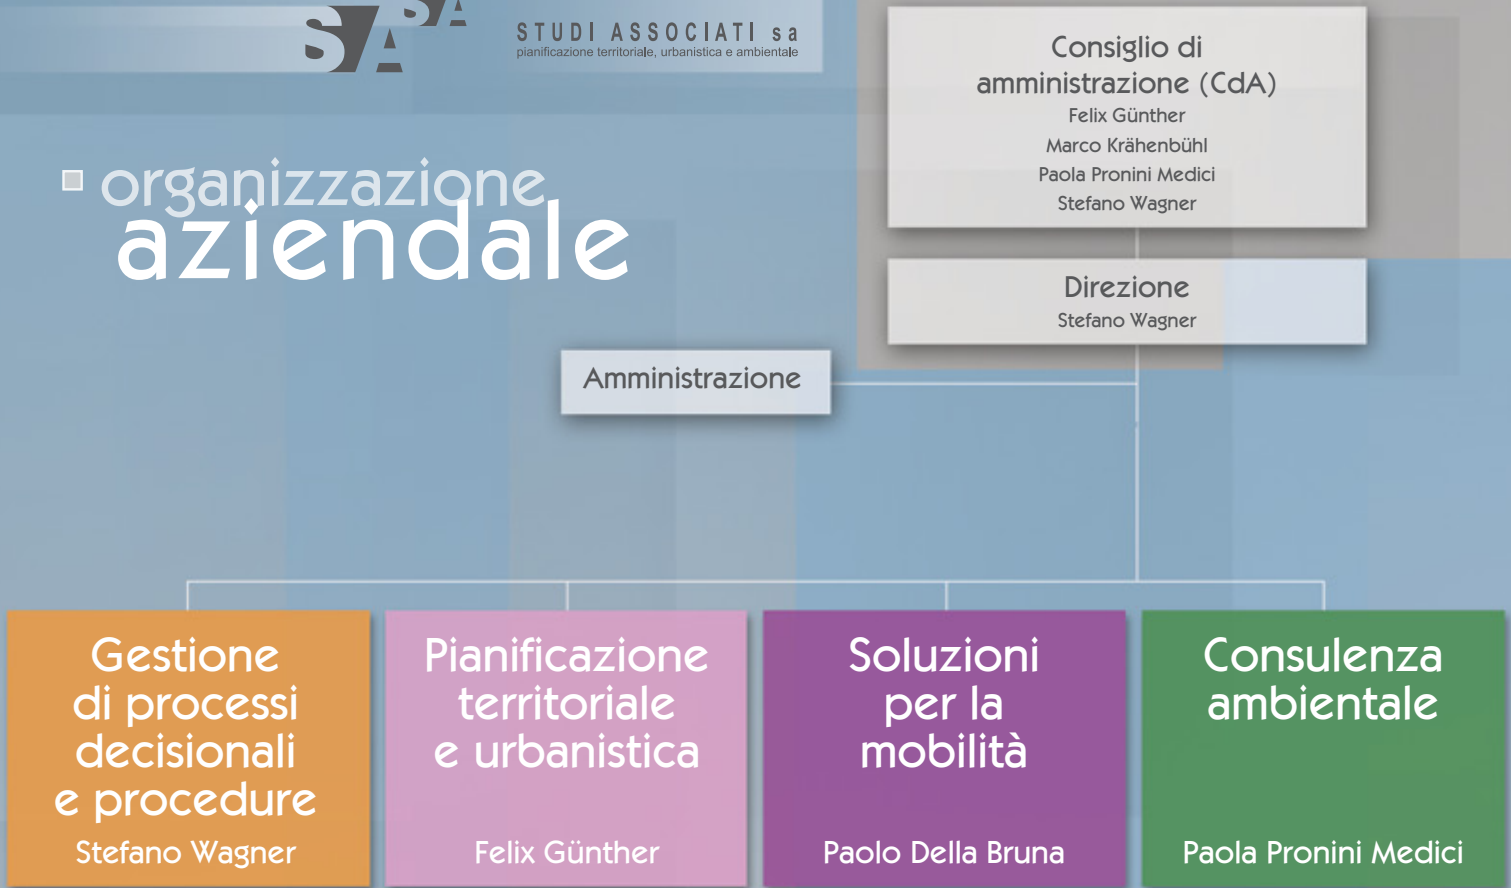 SASA
STUDI ASSOCIATI sa
pianificazione territoriale, urbanistica e ambientale
organizzazione
aziendale
Consiglio di
amministrazione (CdA)
Felix Günther
Marco Krähenbühl
Paola Pronini Medici
Stefano Wagner
Direzione
Stefano Wagner
Amministrazione
Gestione
di processi
decisionali
e procedure
Stefano Wagner
Pianificazione
territoriale
e urbanistica
Felix Günther
Soluzioni
per la
mobilità
Paolo Della Bruna
Consulenza
ambientale
Paola Pronini Medici